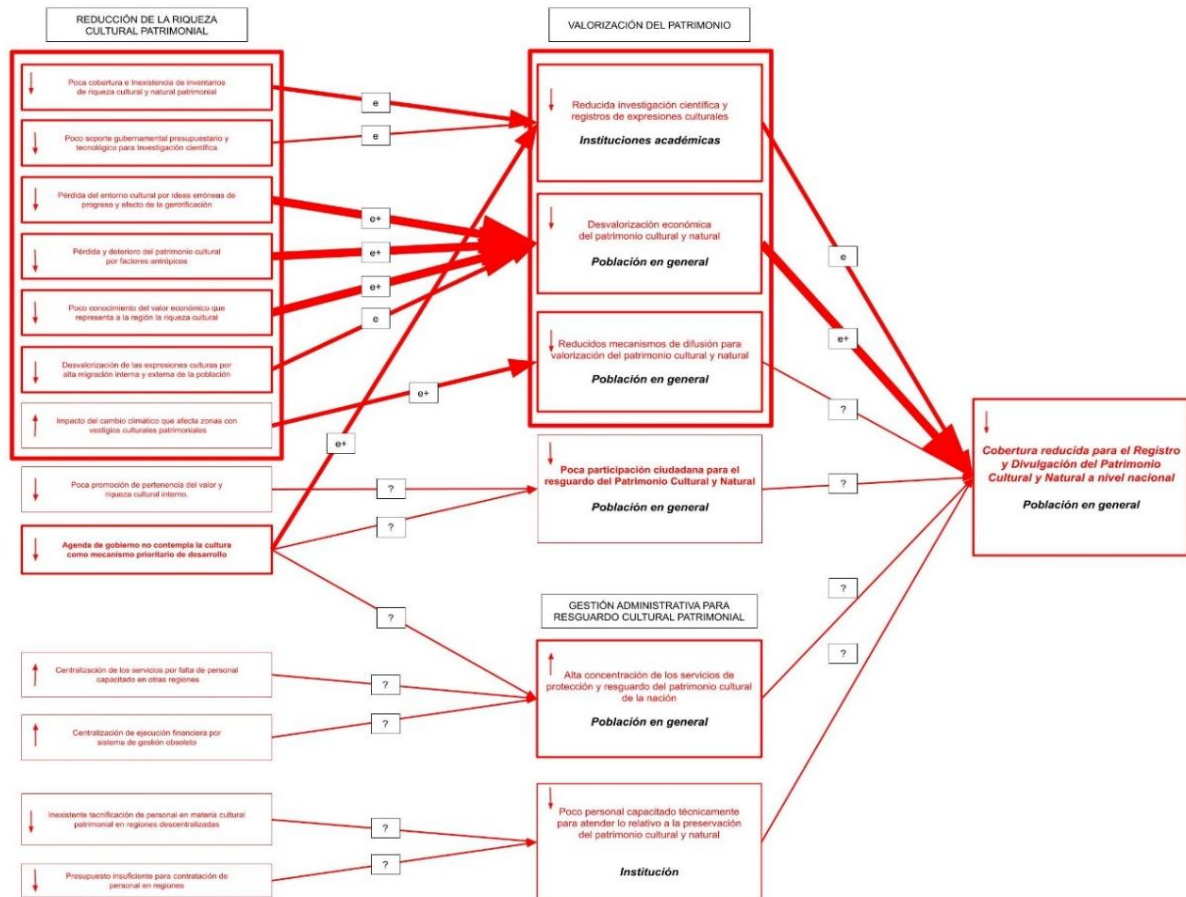 REDUCCIÓN DE LA RIQUEZA
CULTURAL PATRIMONIAL
Poca cobertura e Inexistencia de inventarios
de riqueza cultural y natural patrimonial
Poco soporte gubernamental presupuestario y
tecnológico para Investigación científica
Pérdida del entorno cultural por ideas erróneas de
progreso y efecto de la gentrificación
Pérdida y deterioro del patrimonio cultural
por factores antrópicos
Poco conocimiento del valor económico que
representa a la región la riqueza cultural
Desvalorización de las expresiones culturas por
alta migración interna y externa de la población
Impacto del cambio climático que afecta zonas con
vestigios culturales patrimoniales
Poca promoción de pertenencia del valor y
riqueza cultural interno.
Agenda de gobierno no contempla la cultura
como mecanismo prioritario de desarrollo
Centralización de los servicios por falta de personal
capacitado en otras regiones
Centralización de ejecución financiera por
sistema de gestión obsoleto
Inexistente tecnificación de personal en materia cultural
patrimonial en regiones descentralizadas
Presupuesto insuficiente para contratación de
personal en regiones
e
e
e+
e+
e+
e
e+
e+
?
?
?
?
?
?
?
VALORIZACIÓN DEL PATRIMONIO
Reducida investigación científica y
registros de expresiones culturales
Instituciones académicas
Desvalorización económica
del patrimonio cultural y natural
Población en general
Reducidos mecanismos de difusión para
valorización del patrimonio cultural y natural
Población en general
Poca participación ciudadana para el
resguardo del Patrimonio Cultural y Natural
Población en general
GESTIÓN ADMINISTRATIVA PARA
RESGUARDO CULTURAL PATRIMONIAL
Alta concentración de los servicios de
protección y resguardo del patrimonio cultural
de la nación
Población en general
Poco personal capacitado técnicamente
para atender lo relativo a la preservación
del patrimonio cultural y natural
Institución
e
e+
?
?
?
?
Cobertura reducida para el Registro
y Divulgación del Patrimonio
Cultural y Natural a nivel nacional
Población en general